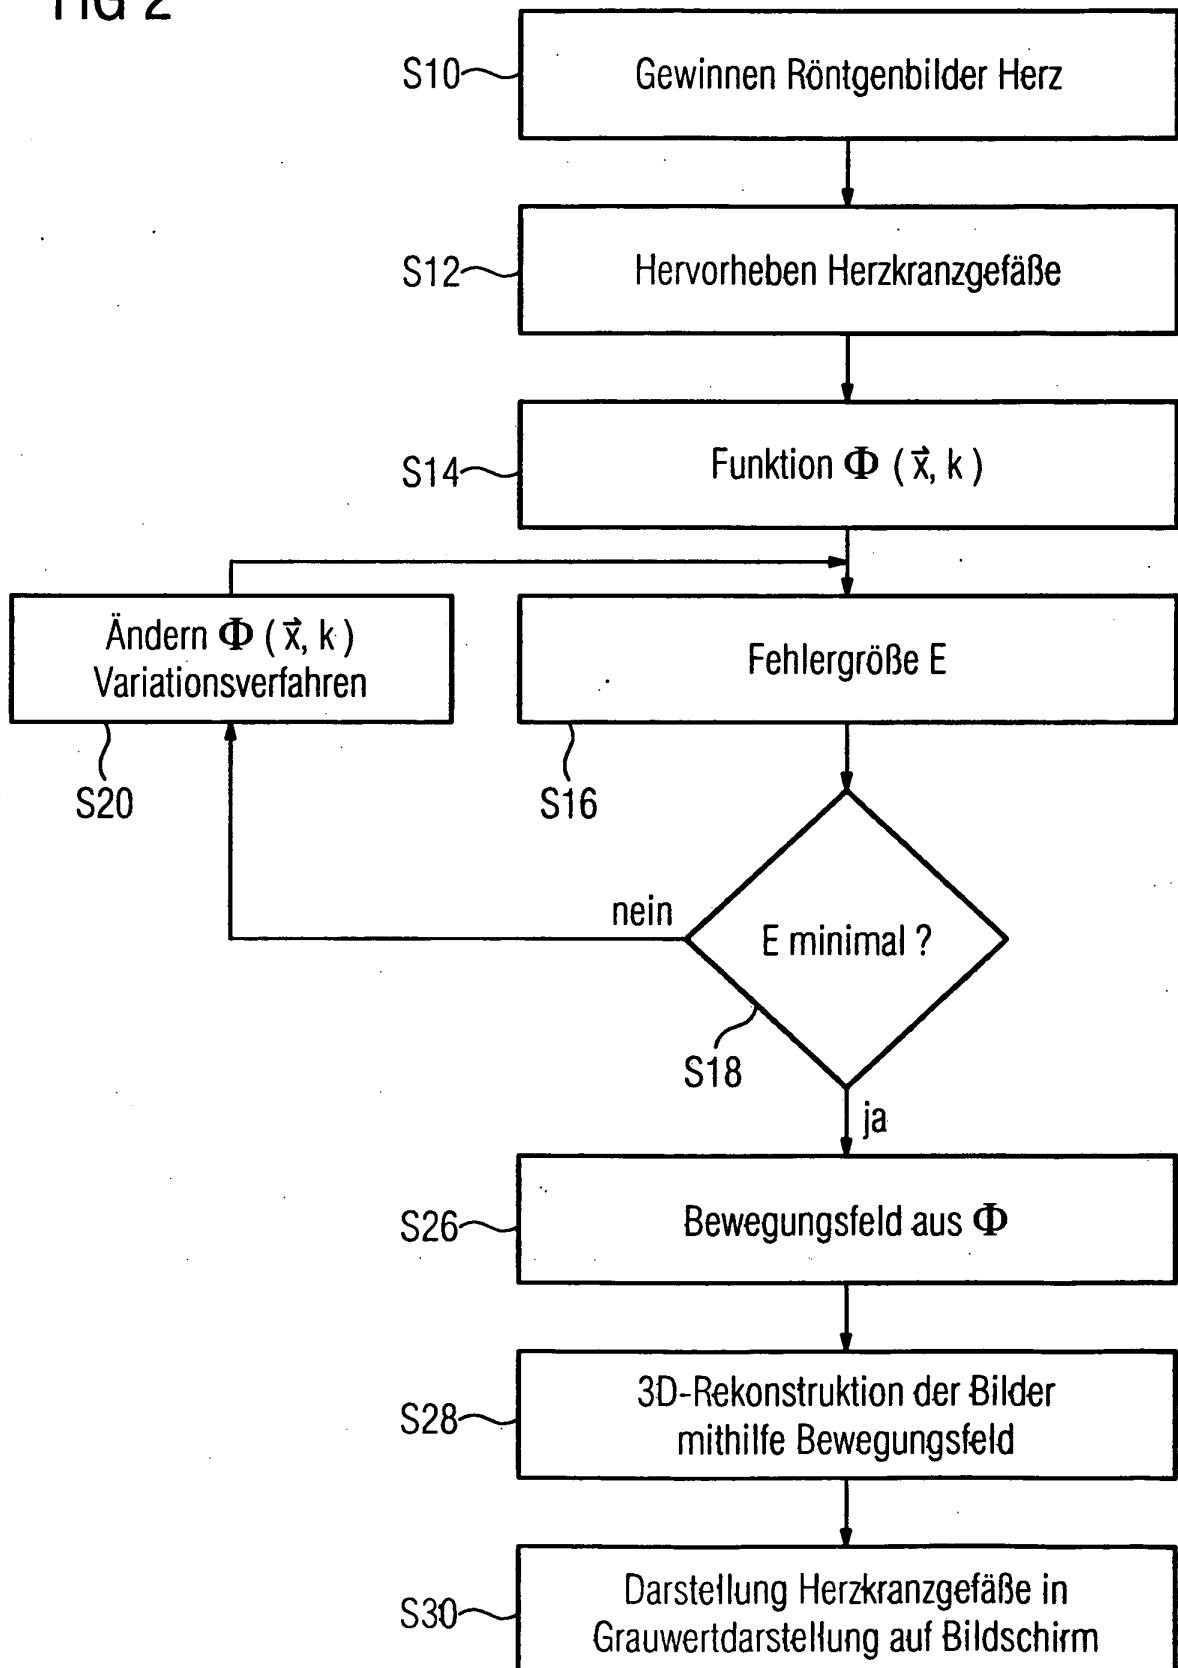 FIG 2
S10
Gewinnen Röntgenbilder Herz
S12
Hervorheben Herzkranzgefäße
S14
Funktion Φ ( x⃗, k )
Ändern Φ ( x⃗, k )
Variationsverfahren
S20
Fehlergröße E
S16
nein
E minimal ?
S18
ja
S26
Bewegungsfeld aus Φ
S28
3D-Rekonstruktion der Bilder
mithilfe Bewegungsfeld
S30
Darstellung Herzkranzgefäße in
Grauwertdarstellung auf Bildschirm